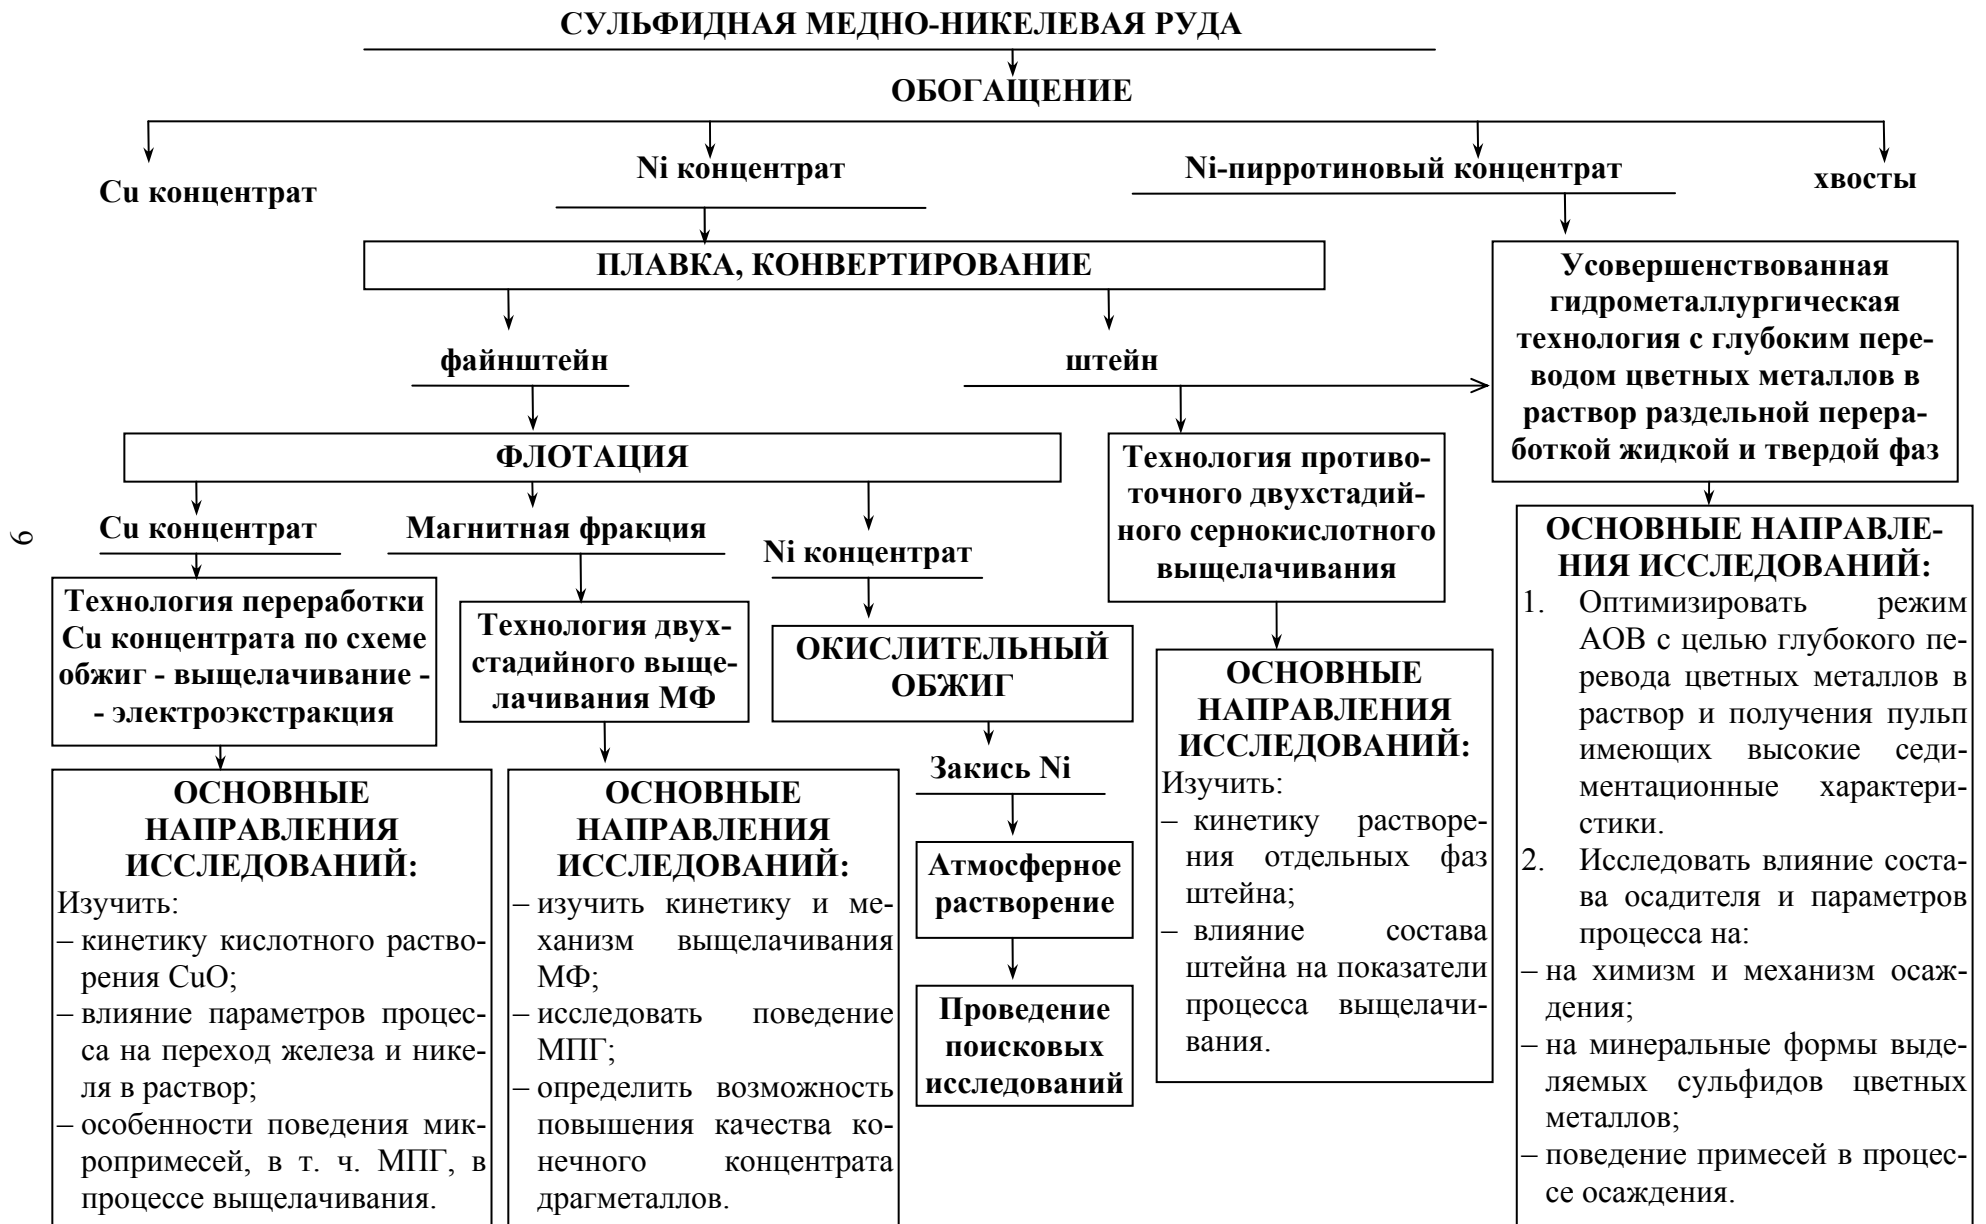 СУЛЬФИДНАЯ МЕДНО-НИКЕЛЕВАЯ РУДА
ОБОГАЩЕНИЕ
Cu концентрат
Ni концентрат
Ni-пирротиновый концентрат
хвосты
ПЛАВКА, КОНВЕРТИРОВАНИЕ
файнштейн
штейн
Усовершенствованная
гидрометаллургическая
технология с глубоким пере-
водом цветных металлов в
раствор раздельной перера-
боткой жидкой и твердой фаз
ФЛОТАЦИЯ
Cu концентрат
Магнитная фракция
Ni концентрат
Технология противо-
точного двухстадий-
ного сернокислотного
выщелачивания
Технология переработки
Cu концентрата по схеме
обжиг - выщелачивание -
- электроэкстракция
Технология двух-
стадийного выще-
лачивания МФ
ОКИСЛИТЕЛЬНЫЙ
ОБЖИГ
Закись Ni
Атмосферное
растворение
Проведение
поисковых
исследований
ОСНОВНЫЕ
НАПРАВЛЕНИЯ
ИССЛЕДОВАНИЙ:
Изучить:
– кинетику кислотного раство-
рения CuO;
– влияние параметров процес-
са на переход железа и нике-
ля в раствор;
– особенности поведения мик-
ропримесей, в т. ч. МПГ, в
процессе выщелачивания.
ОСНОВНЫЕ
НАПРАВЛЕНИЯ
ИССЛЕДОВАНИЙ:
– изучить кинетику и ме-
ханизм выщелачивания
МФ;
– исследовать поведение
МПГ;
– определить возможность
повышения качества ко-
нечного концентрата
драгметаллов.
ОСНОВНЫЕ
НАПРАВЛЕНИЯ
ИССЛЕДОВАНИЙ:
Изучить:
– кинетику растворе-
ния отдельных фаз
штейна;
– влияние состава
штейна на показатели
процесса выщелачи-
вания.
ОСНОВНЫЕ НАПРАВЛЕ-
НИЯ ИССЛЕДОВАНИЙ:
1. Оптимизировать режим
АОВ с целью глубокого пе-
ревода цветных металлов в
раствор и получения пульп
имеющих высокие седи-
ментационные характери-
стики.
2. Исследовать влияние соста-
ва осадителя и параметров
процесса на:
– на химизм и механизм осаж-
дения;
– на минеральные формы выде-
ляемых сульфидов цветных
металлов;
– поведение примесей в процес-
се осаждения.
6